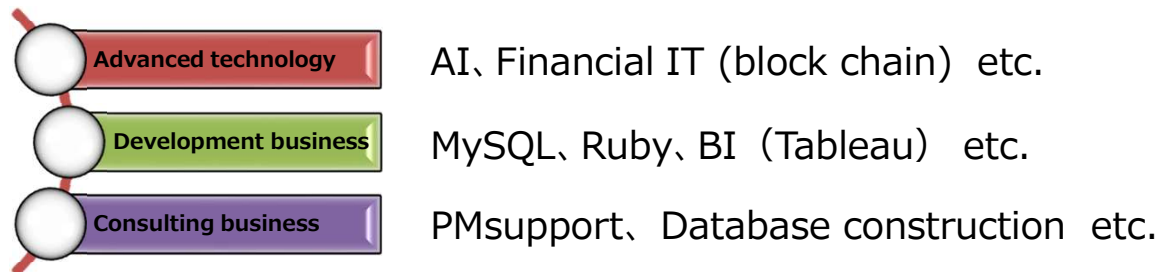 Advanced technology
AI、Financial IT (block chain) etc.
Development business
MySQL、Ruby、BI（Tableau） etc.
Consulting business
PMsupport、Database construction etc.